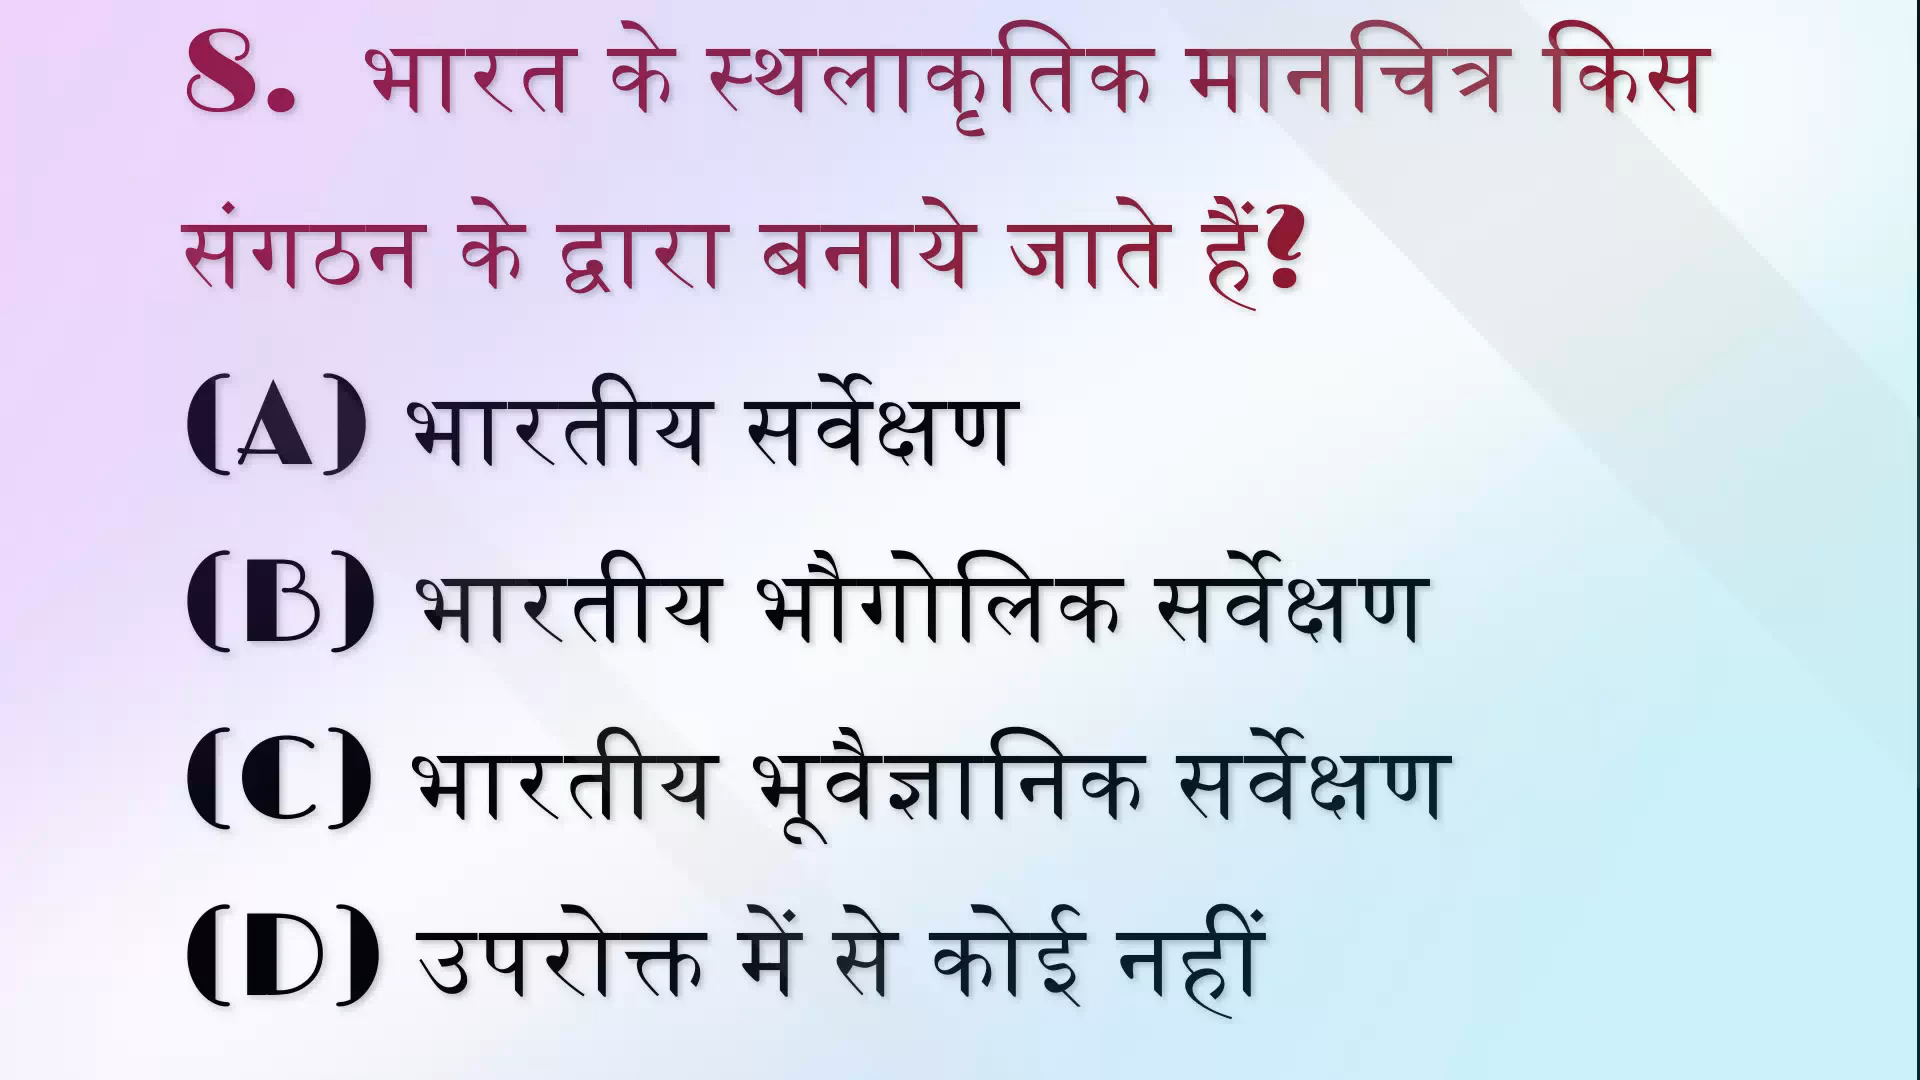 8. भारत के स्थलाकृतिक मानचित्र किस
संगठन के द्वारा बनाये जाते हैं?
(A) भारतीय सर्वेक्षण
(B) भारतीय भौगोलिक सर्वेक्षण
(C) भारतीय भूवैज्ञानिक सर्वेक्षण
(D) उपरोक्त में से कोई नहीं